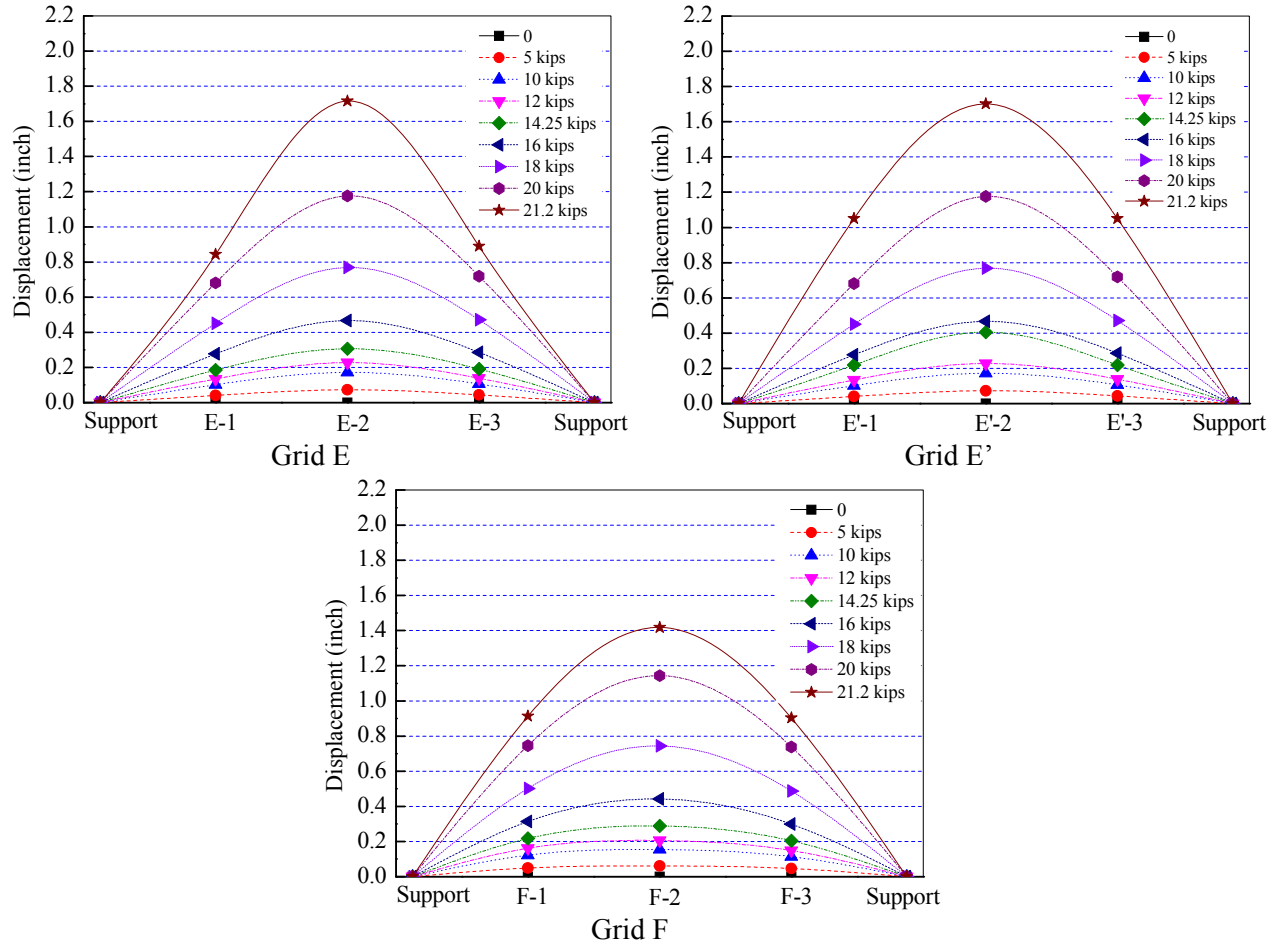 2.2
2.0
1.8
1.6
1.4
1.2
1.0
0.8
0.6
0.4
0.2
0.0
Displacement (inch)
0
5 kips
10 kips
12 kips
14.25 kips
16 kips
18 kips
20 kips
21.2 kips
Support E-1 E-2 E-3 Support
Grid E
2.2
2.0
1.8
1.6
1.4
1.2
1.0
0.8
0.6
0.4
0.2
0.0
Displacement (inch)
0
5 kips
10 kips
12 kips
14.25 kips
16 kips
18 kips
20 kips
21.2 kips
Support E'-1 E'-2 E'-3 Support
Grid E’
2.2
2.0
1.8
1.6
1.4
1.2
1.0
0.8
0.6
0.4
0.2
0.0
Displacement (inch)
0
5 kips
10 kips
12 kips
14.25 kips
16 kips
18 kips
20 kips
21.2 kips
Support F-1 F-2 F-3 Support
Grid F